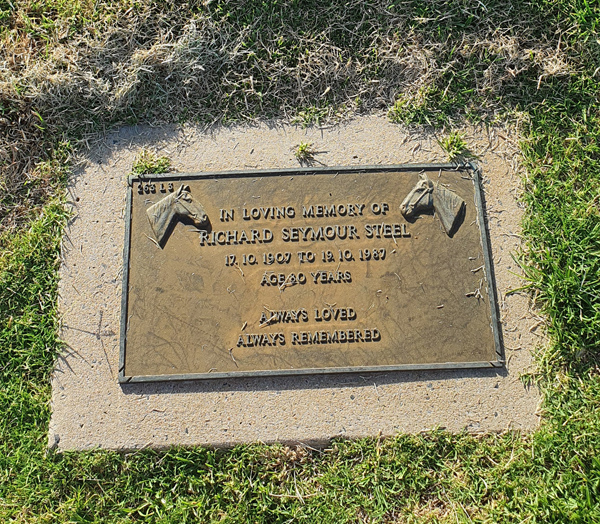 IN LOVING MEMORY OF
RICHARD SEYMOUR STEEL
17. 10. 1907 TO 19. 10. 1987
AGE 80 YEARS
ALWAYS LOVED
ALWAYS REMEMBERED